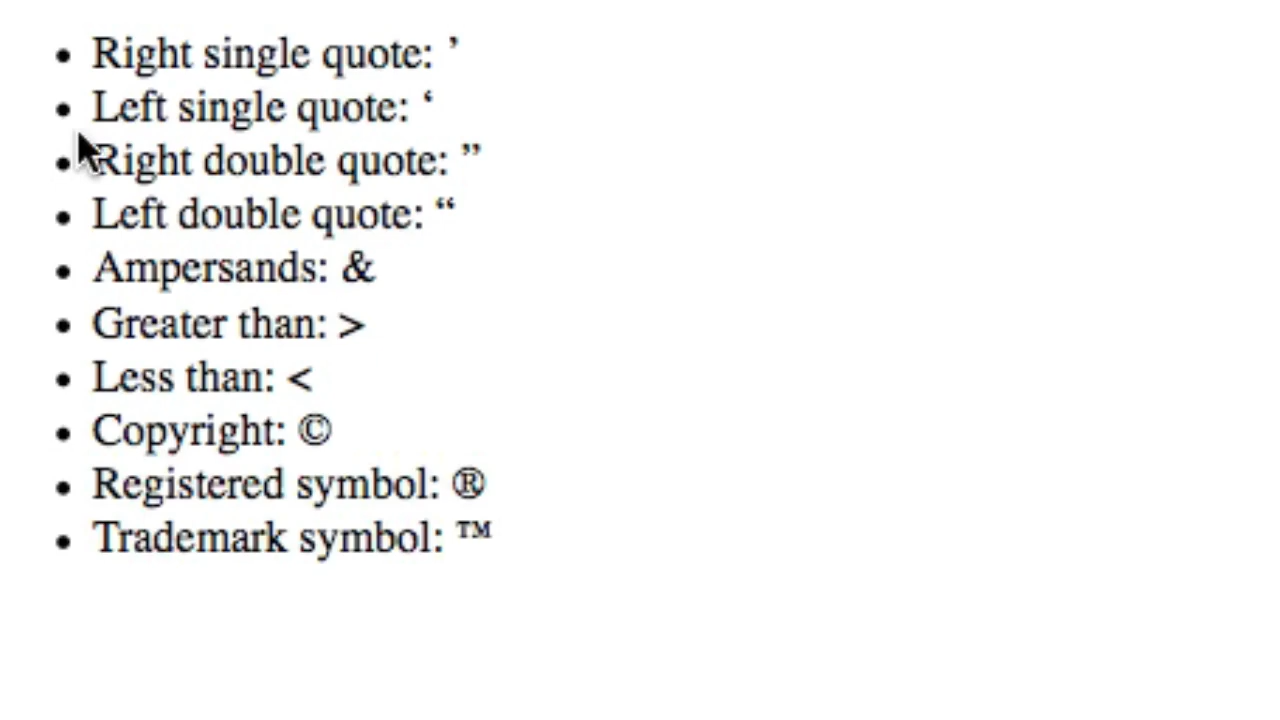 • Right single quote: ’
• Left single quote: ‘
• Right double quote: ”
• Left double quote: “
• Ampersands: &
• Greater than: >
• Less than: <
• Copyright: ©
• Registered symbol: ®
• Trademark symbol: ™